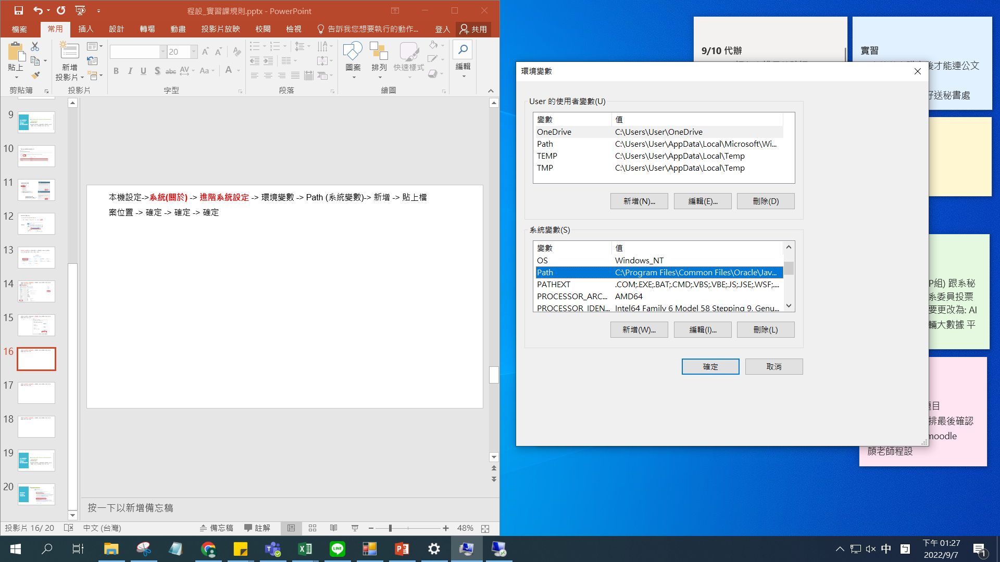 程設_實習課規則.pptx - PowerPoint
檔案 常用 插入 設計 轉場 動畫 投影片放映 校閱 檢視 告訴我您想要執行的動作... 登入 共用
貼上
剪貼簿
新增
投影片
投影片
20
B I U S abc AV Aa A
字型
段落
圖案
排列
快速樣式
繪圖
編輯
9
10
11
12
13
14
15
16
17
18
19
20
本機設定->系統(關於) -> 進階系統設定 -> 環境變數 -> Path (系統變數)-> 新增 -> 貼上檔
案位置 -> 確定 -> 確定 -> 確定
按一下以新增備忘稿
投影片 16/ 20 中文 (台灣) 備忘稿 註解 48%
9/10 代辦
實習
後才能連公文
送秘書處
環境變數
User 的使用者變數(U)
變數 值
OneDrive C:\Users\User\OneDrive
Path C:\Users\User\AppData\Local\Microsoft\Wi...
TEMP C:\Users\User\AppData\Local\Temp
TMP C:\Users\User\AppData\Local\Temp
新增(N)... 編輯(E)... 刪除(D)
系統變數(S)
變數 值
OS Windows_NT
Path C:\Program Files\Common Files\Oracle\Jav...
PATHEXT .COM;.EXE;.BAT;.CMD;.VBS;.VBE;.JS;.JSE;.WSF;....
PROCESSOR_ARC... AMD64
PROCESSOR_IDEN... Intel64 Family 6 Model 58 Stepping 9, Genu...
新增(W)... 編輯(I)... 刪除(L)
確定 取消
P組) 跟系秘
系委員投票
要更改為: AI
輛大數據 平
題目
排最後確認
moodle
顏老師程設
中
下午 01:27
2022/9/7
1